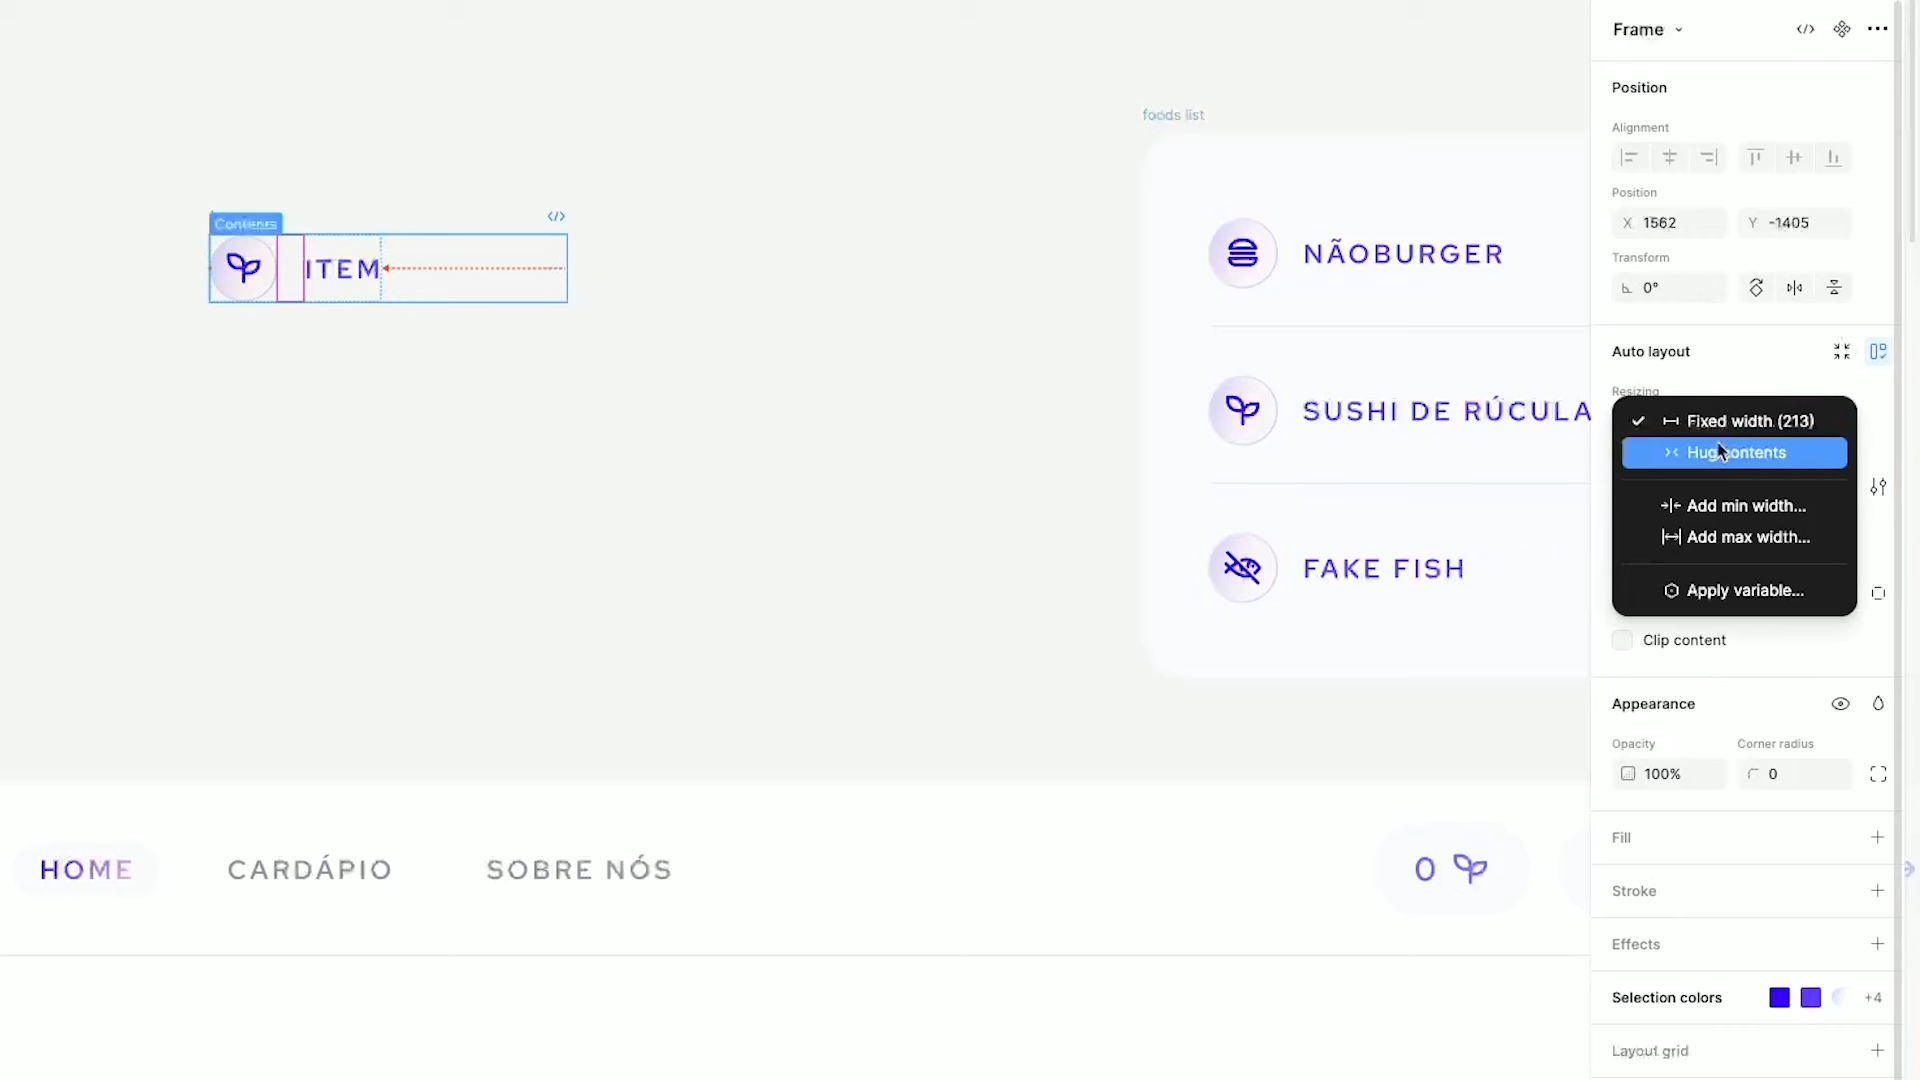 Frame
Position
Alignment
Position
X 1562
Y -1405
Transform
0°
Auto layout
Resizing
Fixed width (213)
Hug contents
Add min width...
Add max width...
Apply variable...
Clip content
Appearance
Opacity
Corner radius
100%
0
Fill
Stroke
Effects
Selection colors
+4
Layout grid
Contents
</>
ITEM
foods list
NÃOBURGER
SUSHI DE RÚCULA
FAKE FISH
HOME
CARDÁPIO
SOBRE NÓS
0